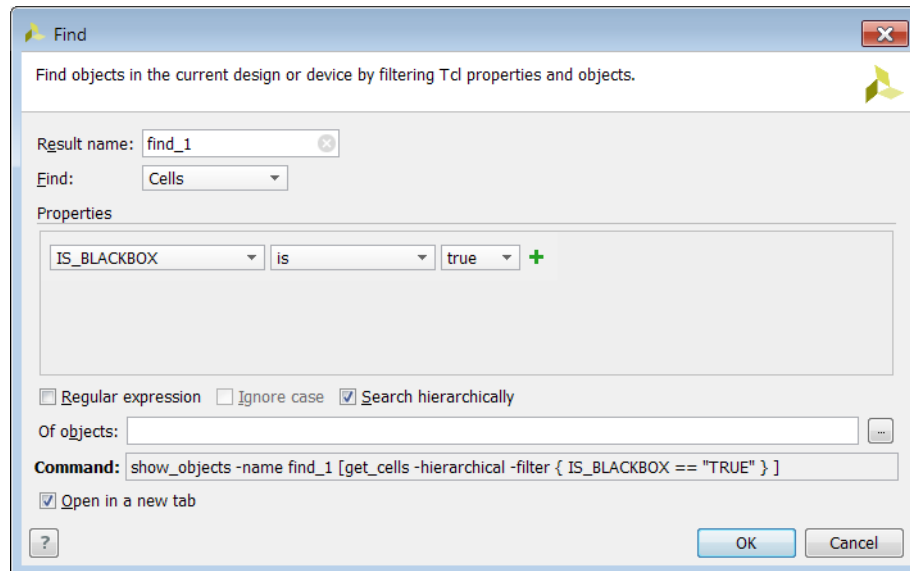 Find
Find objects in the current design or device by filtering Tcl properties and objects.
Result name: find_1
Find: Cells
Properties
IS_BLACKBOX is true
Regular expression Ignore case Search hierarchically
Of objects: ...
Command: show_objects -name find_1 [get_cells -hierarchical -filter { IS_BLACKBOX == "TRUE" } ]
Open in a new tab
? OK Cancel